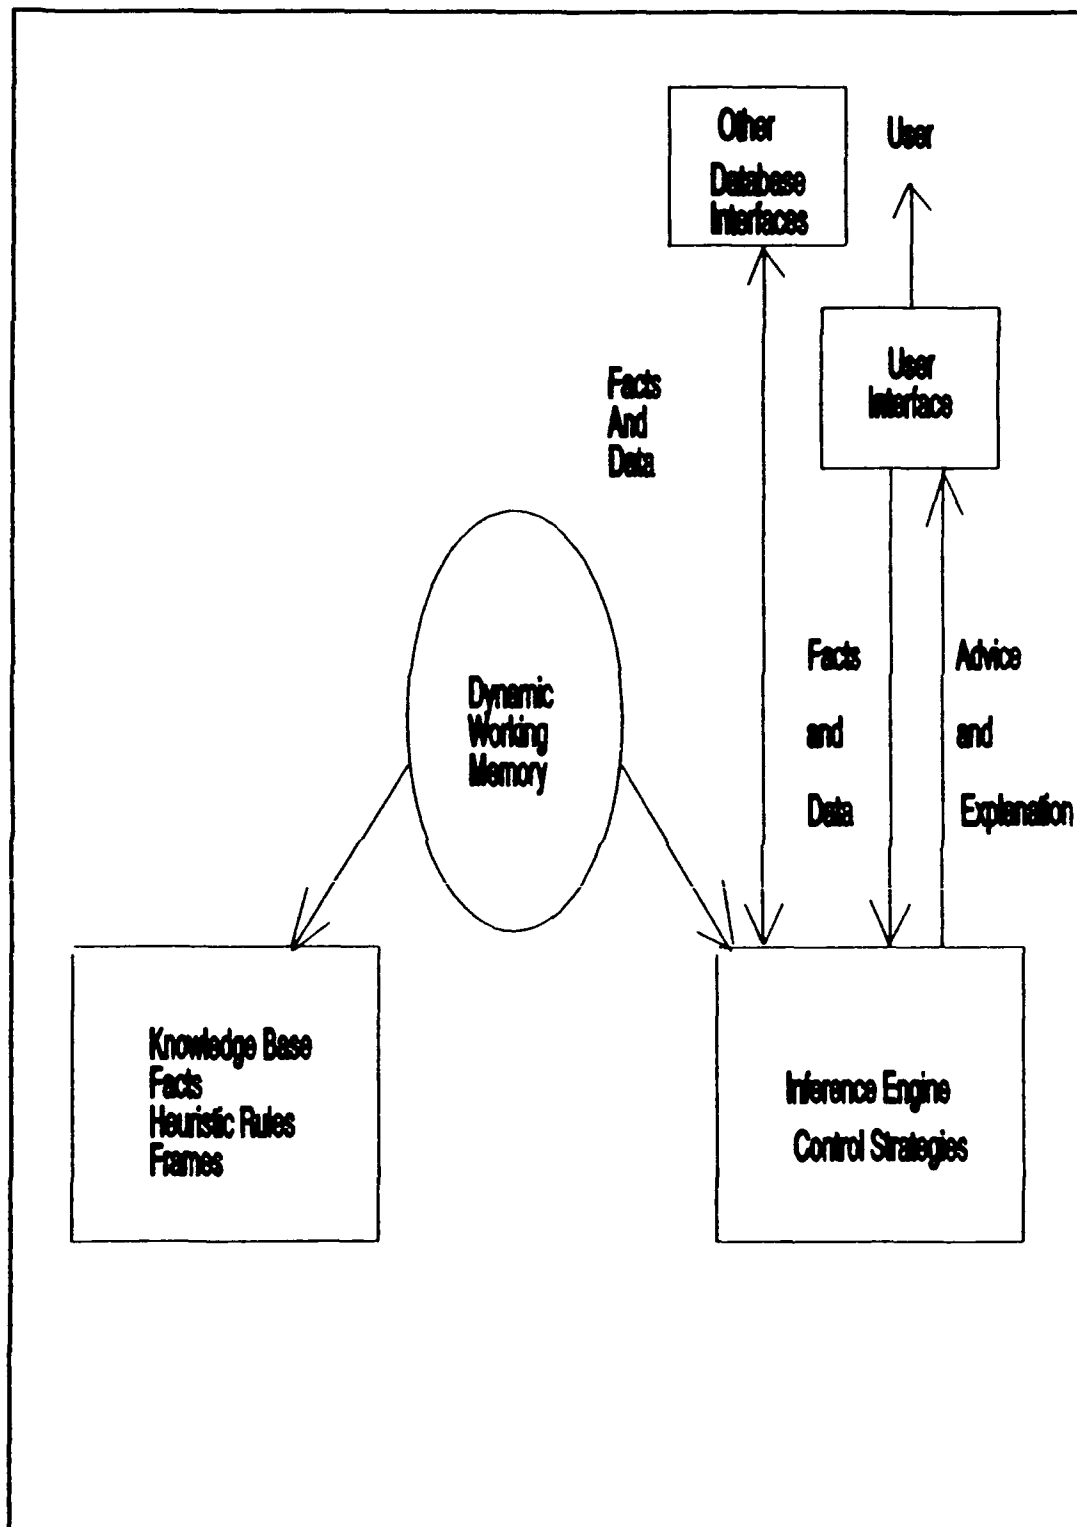 Other
Database
Interfaces
User
User
Interface
Facts
And
Data
Dynamic
Working
Memory
Facts
and
Data
Advice
and
Explanation
Knowledge Base
Facts
Heuristic Rules
Frames
Inference Engine
Control Strategies